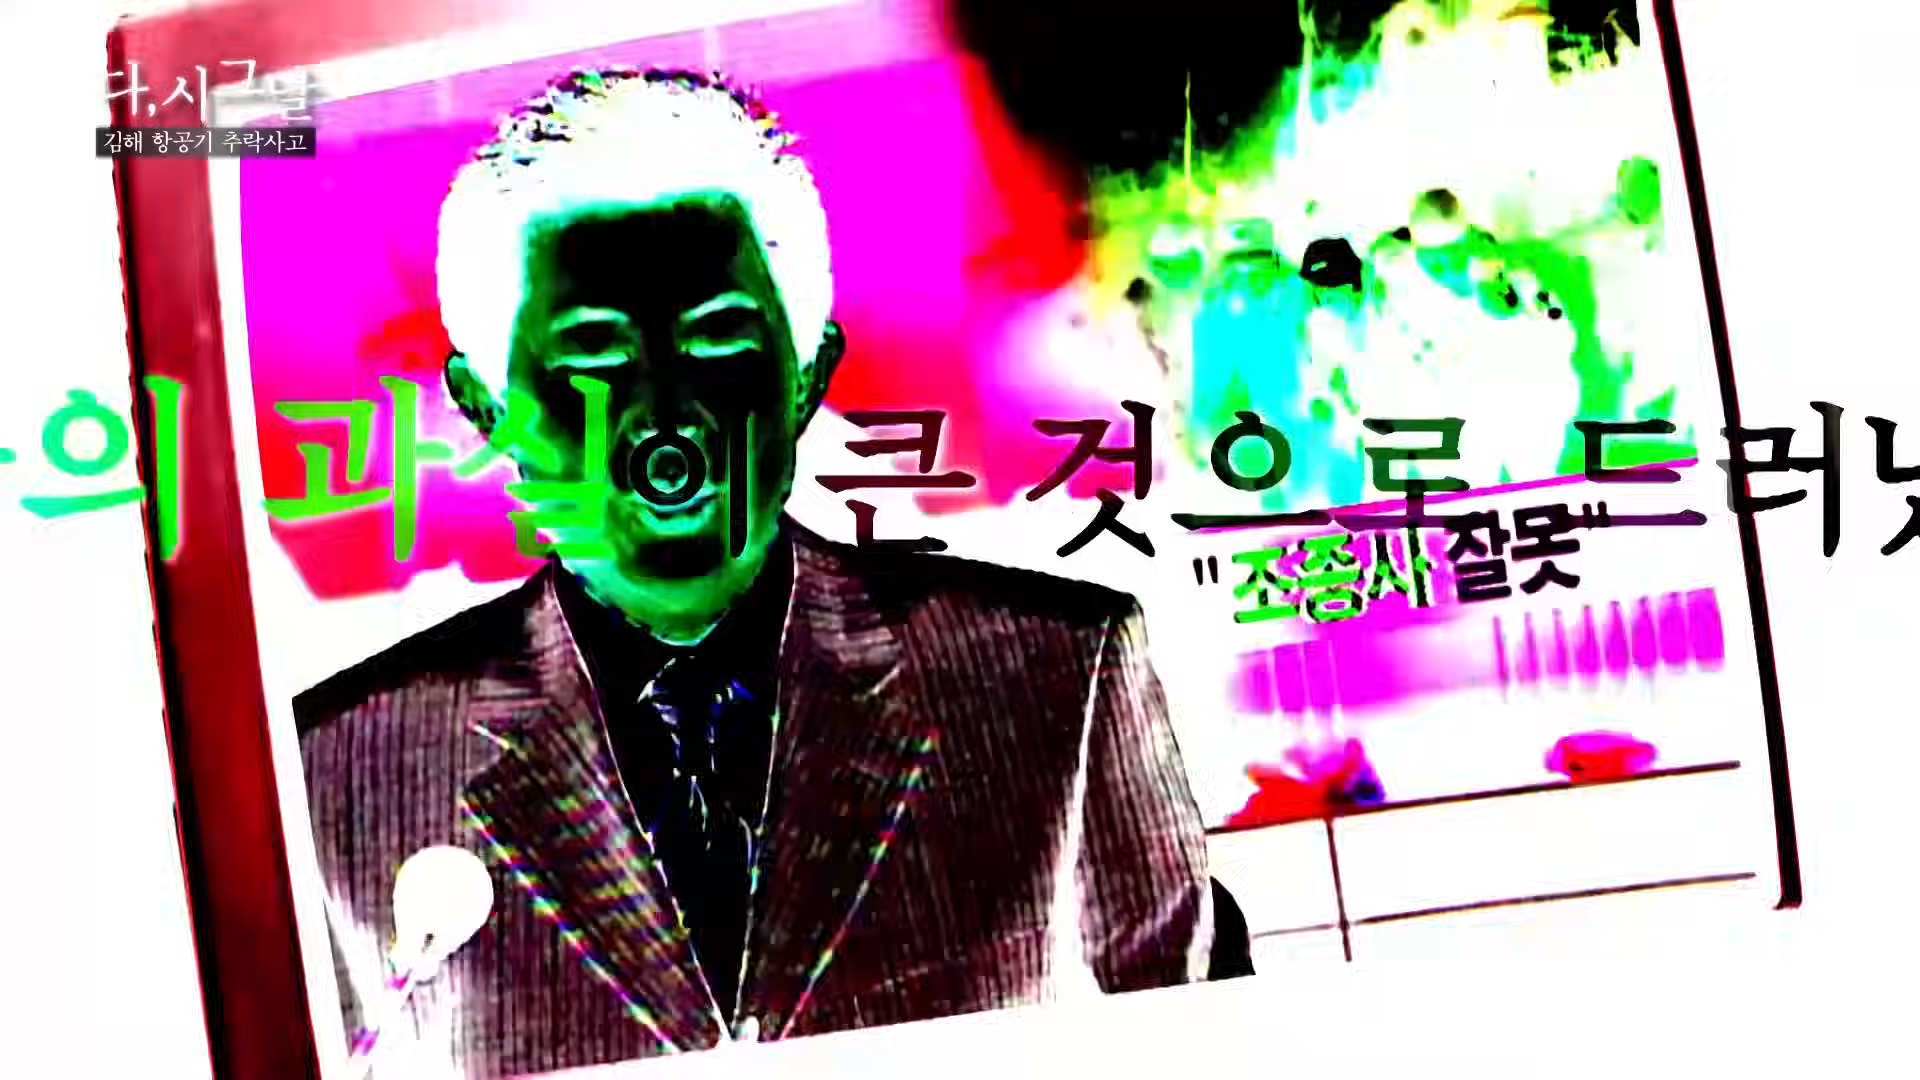 다, 시그널
김해 항공기 추락사고
의 과실이 큰 것으로 드러났
"조종사 잘못"